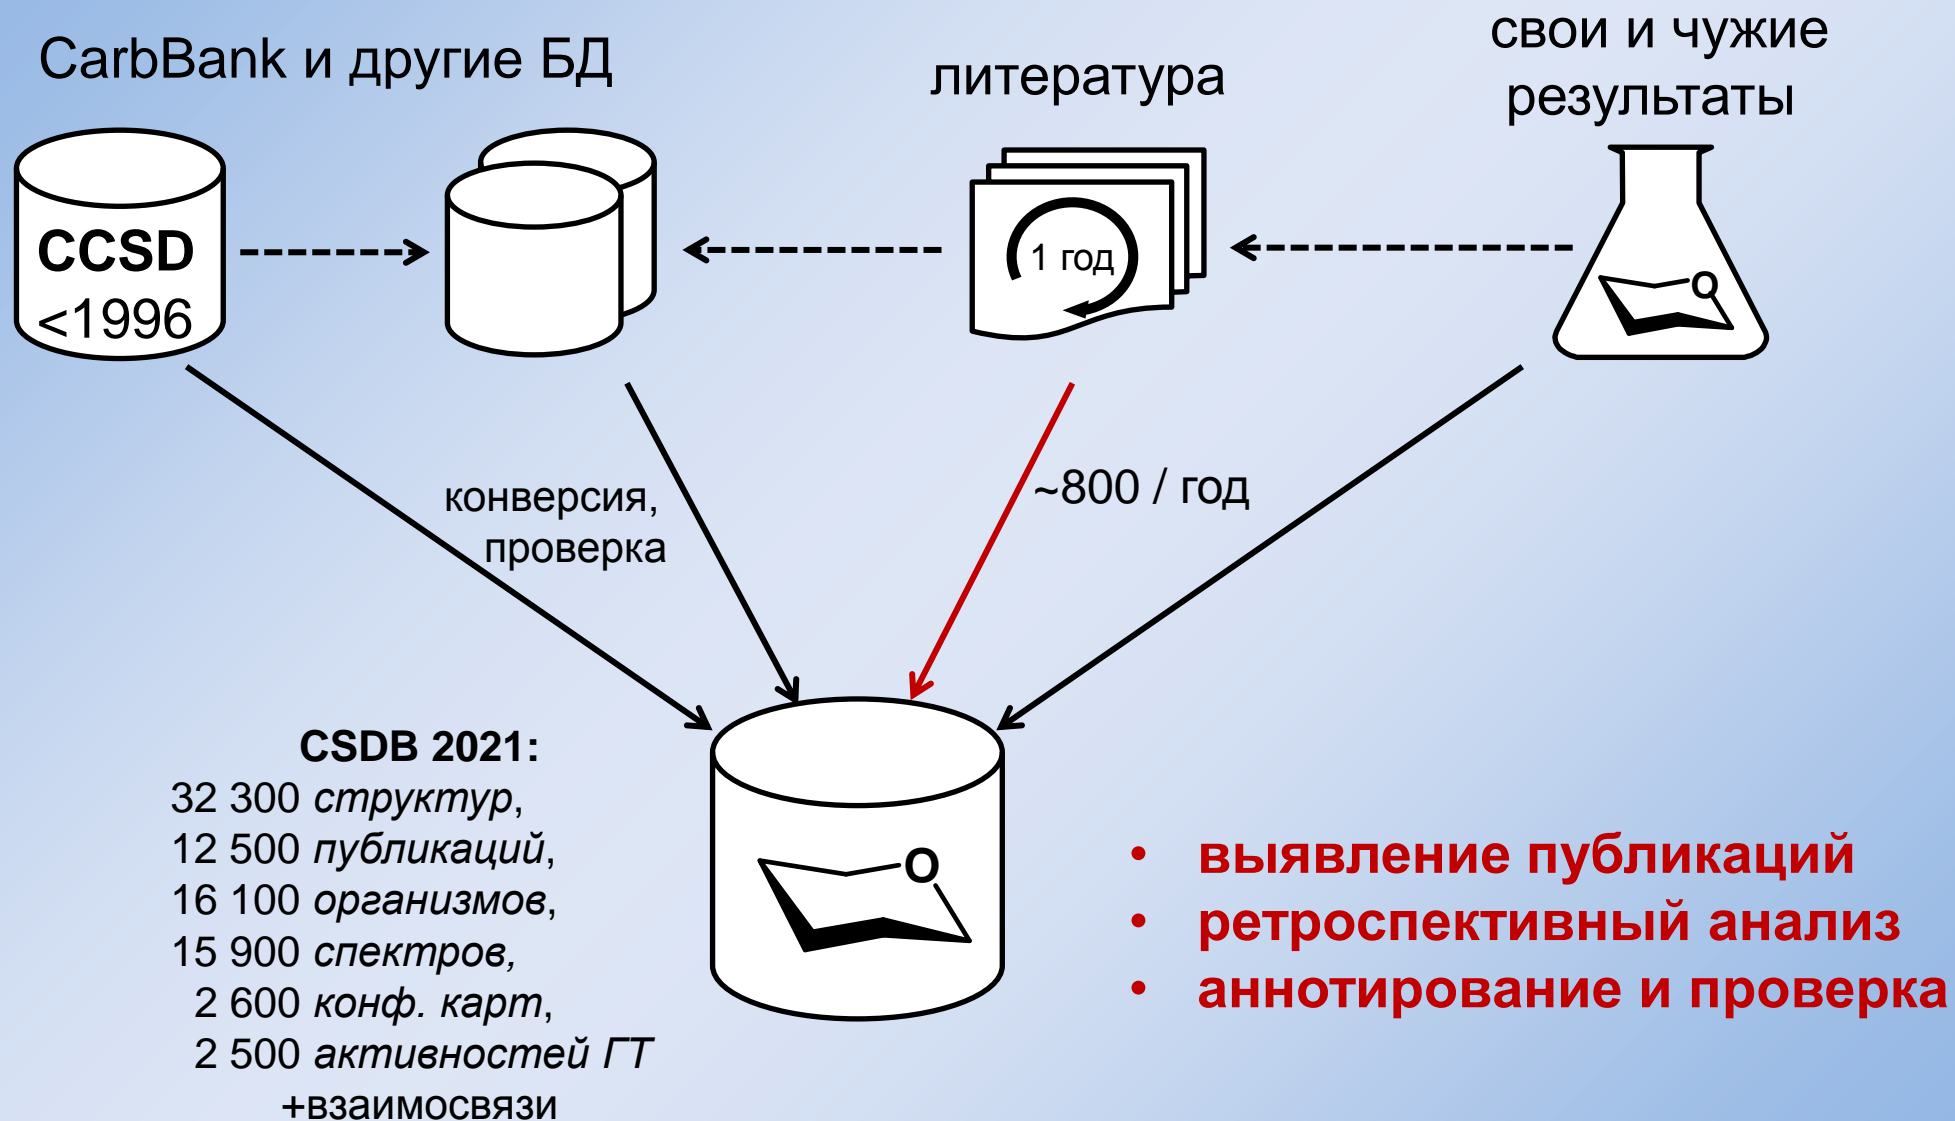 CarbBank и другие БД
литература
свои и чужие
результаты
CCSD
<1996
1 год
O
конверсия,
проверка
~800 / год
CSDB 2021:
32 300 структур,
12 500 публикаций,
16 100 организмов,
15 900 спектров,
2 600 конф. карт,
2 500 активностей ГТ
+взаимосвязи
O
• выявление публикаций
• ретроспективный анализ
• аннотирование и проверка